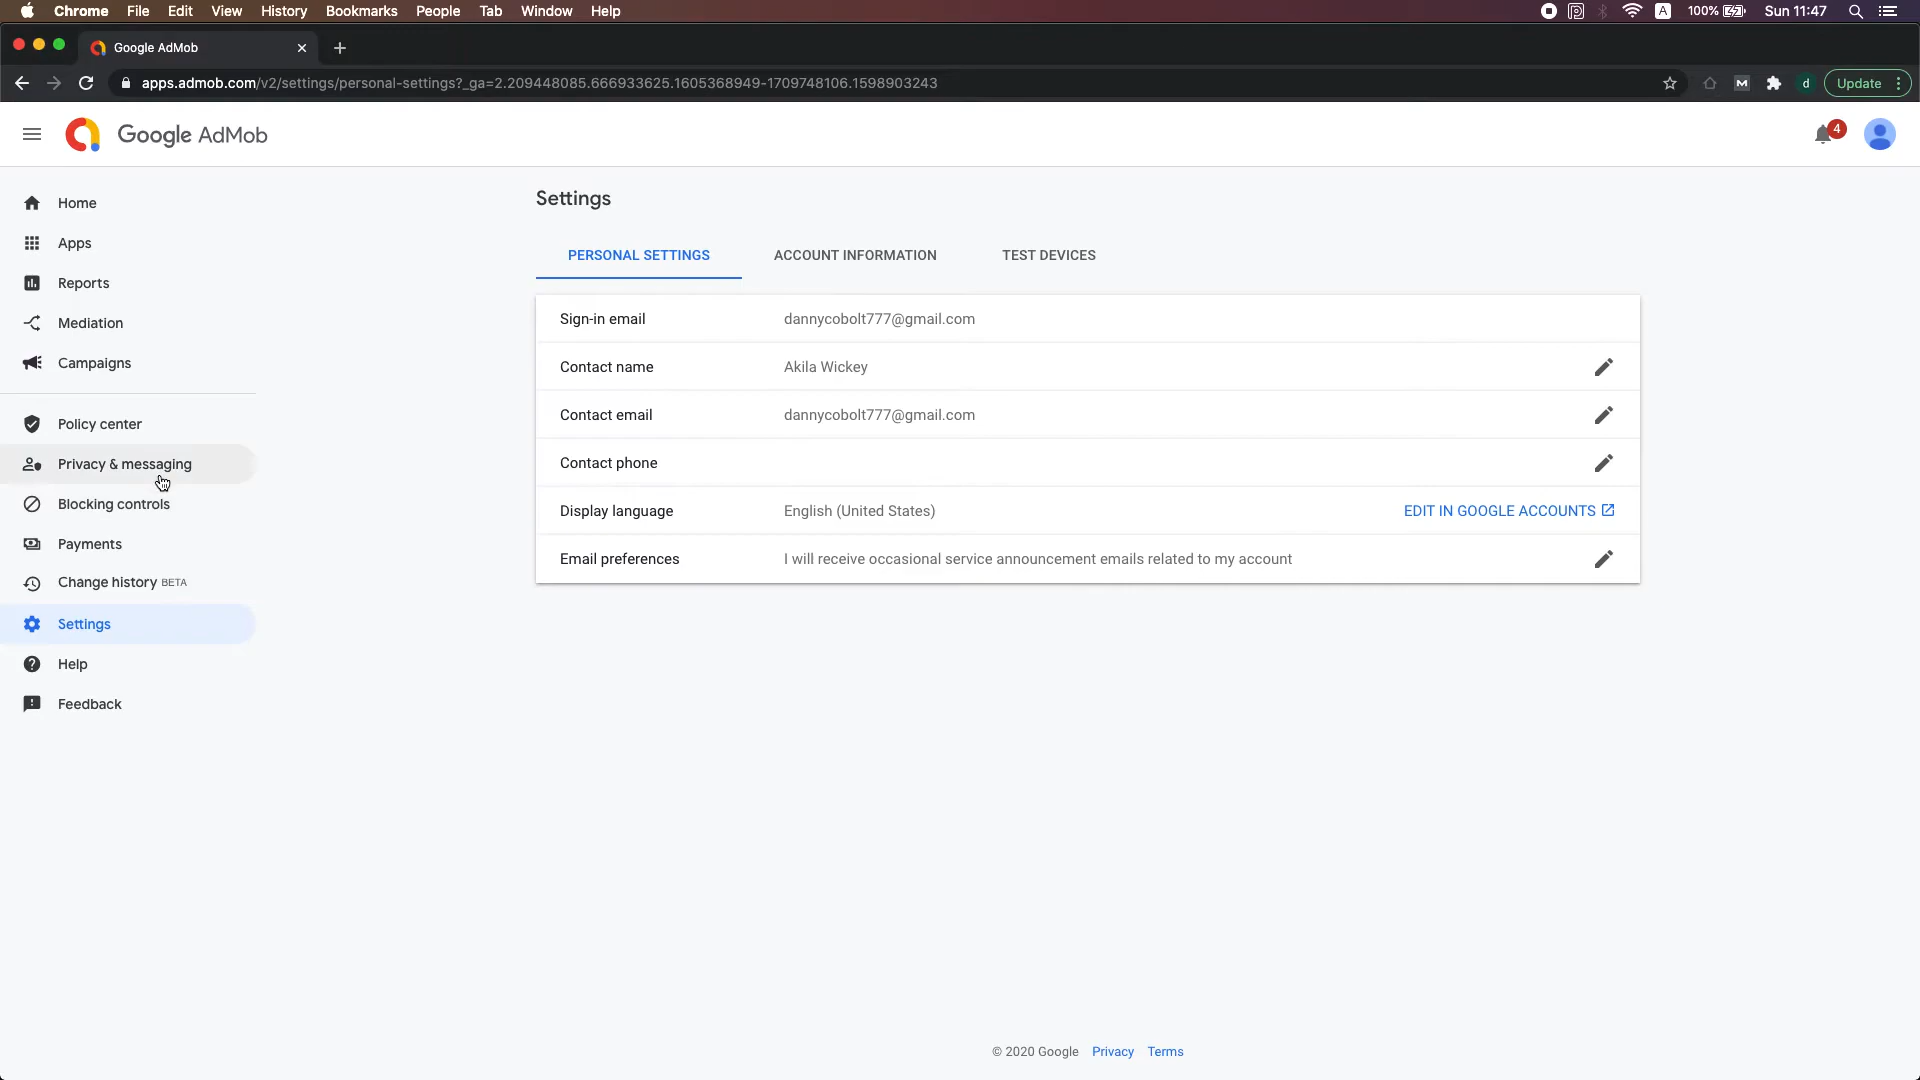 Chrome File Edit View History Bookmarks People Tab Window Help A 100% Sun 11:47
Google AdMob
apps.admob.com/v2/settings/personal-settings?_ga=2.209448085.666933625.1605368949-1709748106.1598903243 M d Update
Google AdMob 4
Home
Apps
Reports
Mediation
Campaigns
Policy center
Privacy & messaging
Blocking controls
Payments
Change history BETA
Settings
Help
Feedback
Settings
PERSONAL SETTINGS ACCOUNT INFORMATION TEST DEVICES
Sign-in email dannycobolt777@gmail.com
Contact name Akila Wickey
Contact email dannycobolt777@gmail.com
Contact phone
Display language English (United States) EDIT IN GOOGLE ACCOUNTS
Email preferences I will receive occasional service announcement emails related to my account
© 2020 Google Privacy Terms